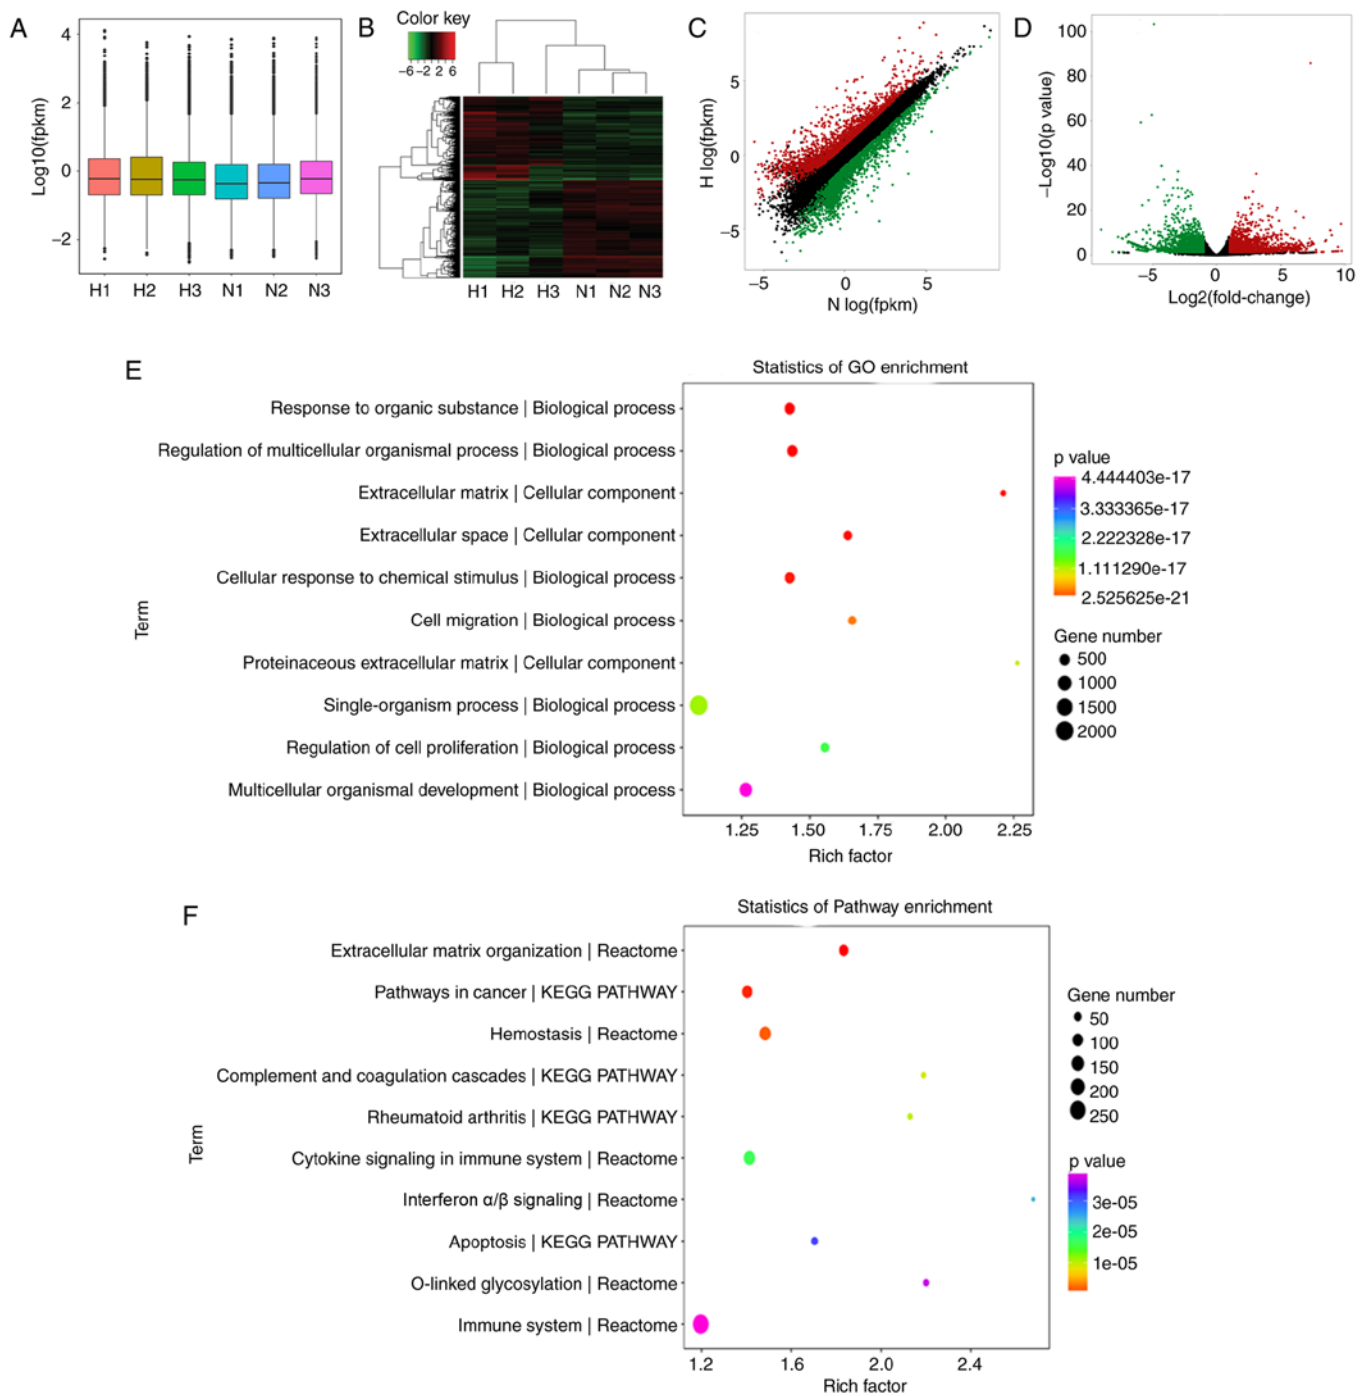 A
Log10(fpkm)
4
2
0
−2
H1 H2 H3 N1 N2 N3
B
Color key
−6 −2 2 6
H1 H2 H3 N1 N2 N3
C
H log(fpkm)
5
0
−5
−5 0 5
N log(fpkm)
D
−Log10(p value)
100
80
60
40
20
0
−5 0 5 10
Log2(fold-change)
E
Statistics of GO enrichment
Term
Response to organic substance | Biological process
Regulation of multicellular organismal process | Biological process
Extracellular matrix | Cellular component
Extracellular space | Cellular component
Cellular response to chemical stimulus | Biological process
Cell migration | Biological process
Proteinaceous extracellular matrix | Cellular component
Single-organism process | Biological process
Regulation of cell proliferation | Biological process
Multicellular organismal development | Biological process
1.25 1.50 1.75 2.00 2.25
Rich factor
p value
4.444403e-17
3.333365e-17
2.222328e-17
1.111290e-17
2.525625e-21
Gene number
500
1000
1500
2000
F
Statistics of Pathway enrichment
Term
Extracellular matrix organization | Reactome
Pathways in cancer | KEGG PATHWAY
Hemostasis | Reactome
Complement and coagulation cascades | KEGG PATHWAY
Rheumatoid arthritis | KEGG PATHWAY
Cytokine signaling in immune system | Reactome
Interferon α/β signaling | Reactome
Apoptosis | KEGG PATHWAY
O-linked glycosylation | Reactome
Immune system | Reactome
1.2 1.6 2.0 2.4
Rich factor
Gene number
50
100
150
200
250
p value
3e-05
2e-05
1e-05